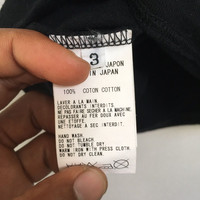 3
JAPON
IN JAPAN
100% COTON COTTON
LAVER A LA MAIN
DECOLORANTS INTERDITS
NE PAS FAIRE SECHER A LA MACHINE
REPASSER AU FER DOUX AVEC
UNE ETOFFE
NETTOYAGE A SEC INTERDIT.
HAND WASH
DO NOT BLEACH
DO NOT TUMBLE DRY
WARM IRON WITH PRESS CLOTH
DO NOT DRY CLEAN